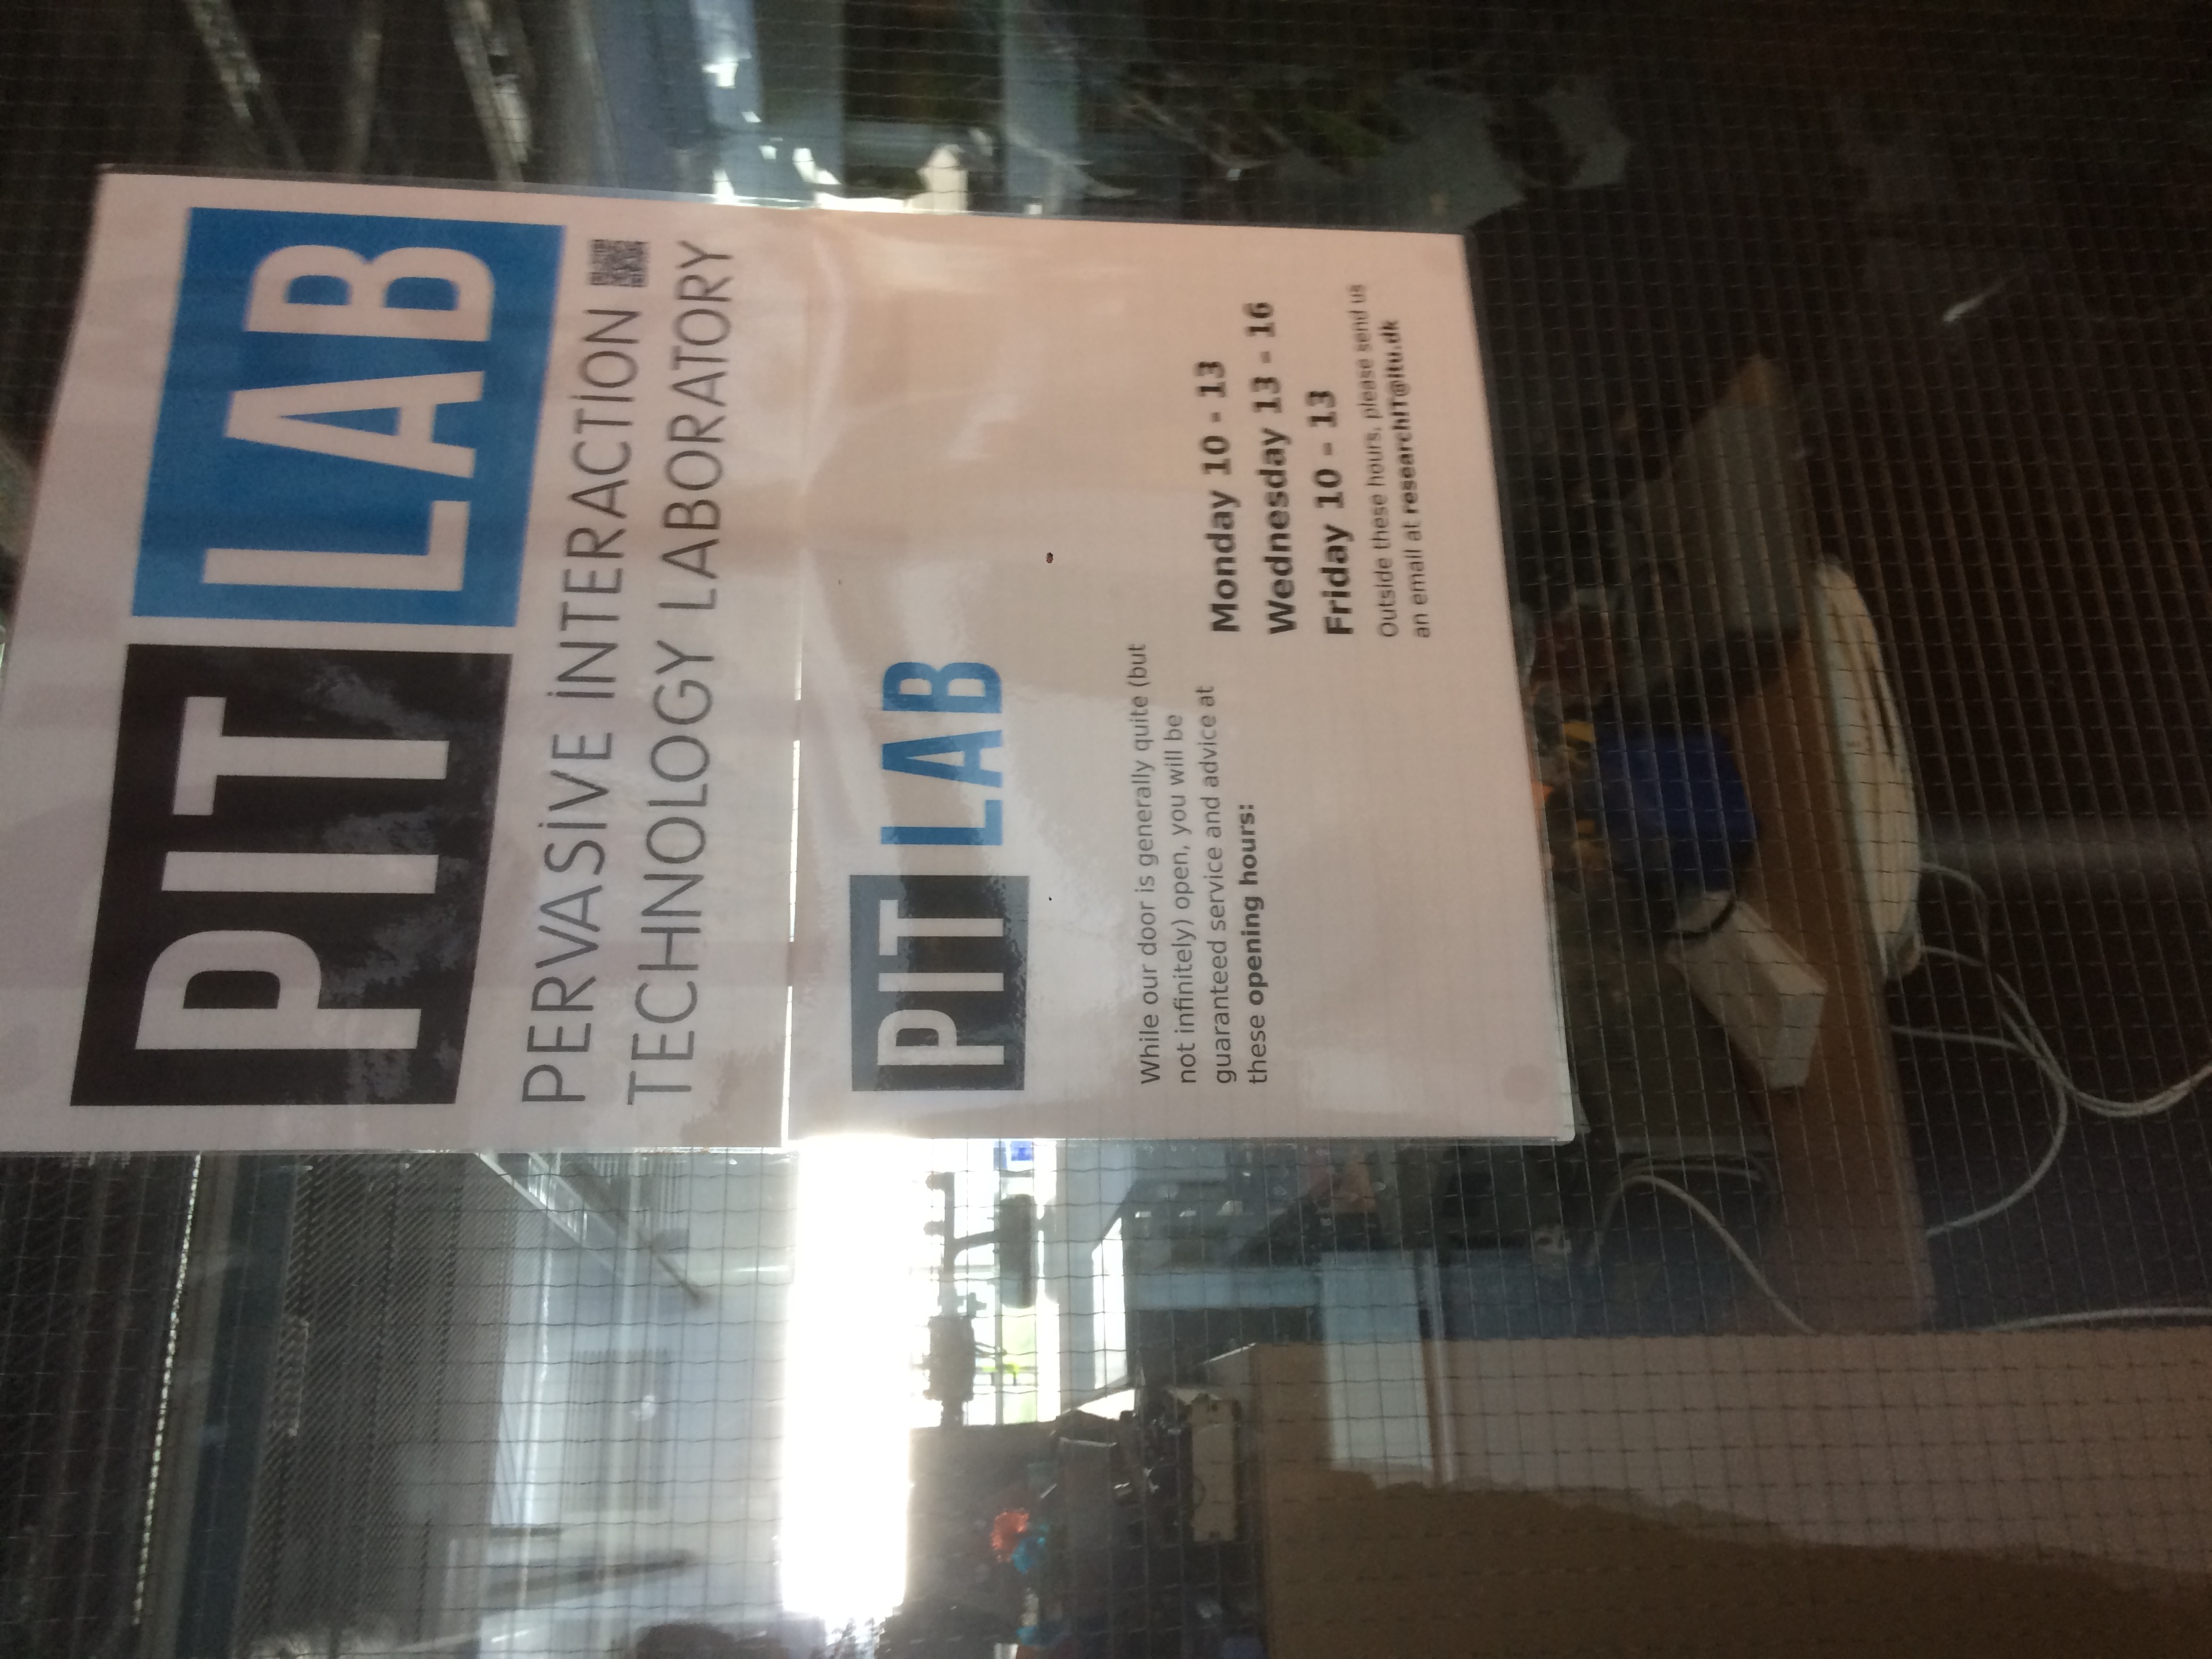 PIT LAB
PERVASIVE INTERACTION
TECHNOLOGY LABORATORY
PIT LAB
While our door is generally quite (but
not infinitely) open, you will be
guaranteed service and advice at
these opening hours:
Monday 10 - 13
Wednesday 13 - 16
Friday 10 - 13
Outside these hours, please send us
an email at researchIT@itu.dk